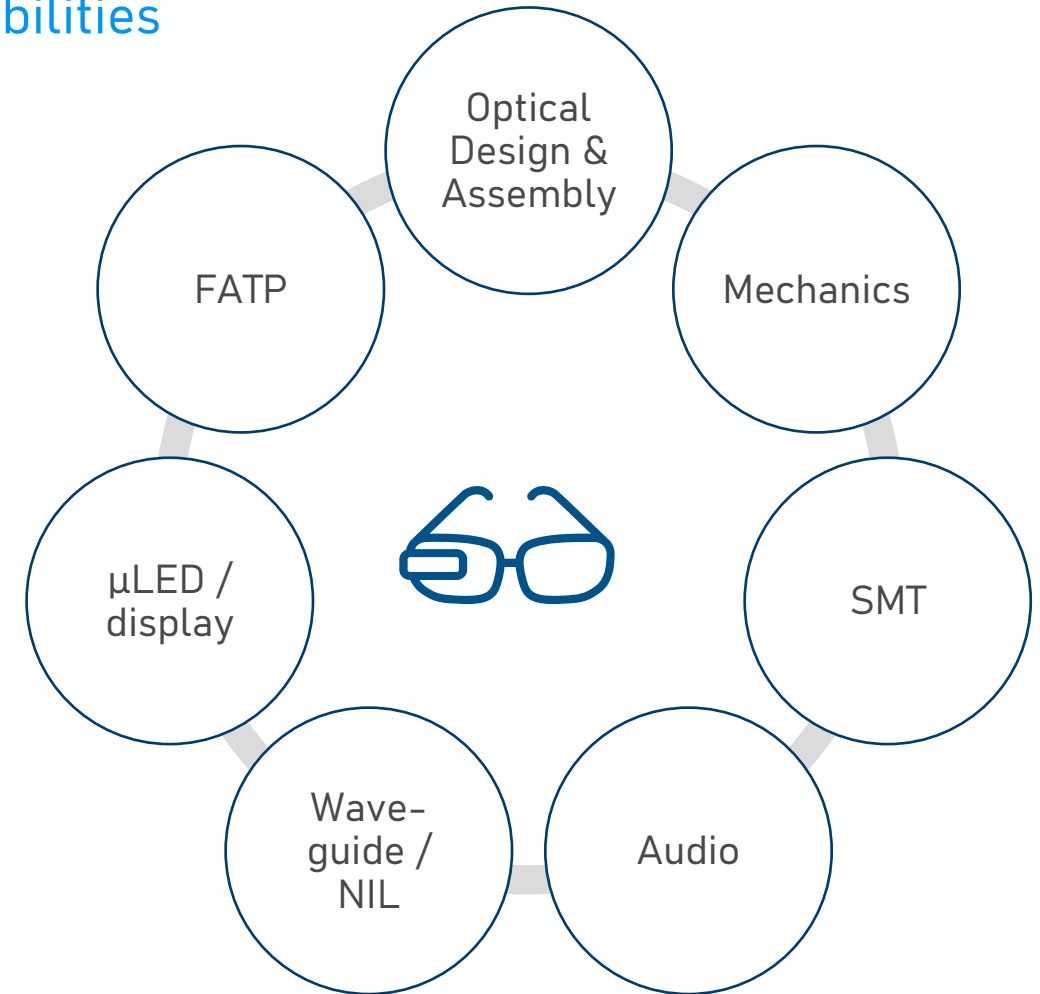 bilities
Optical
Design &
Assembly
FATP
Mechanics
µLED /
display
SMT
Wave-
guide /
NIL
Audio